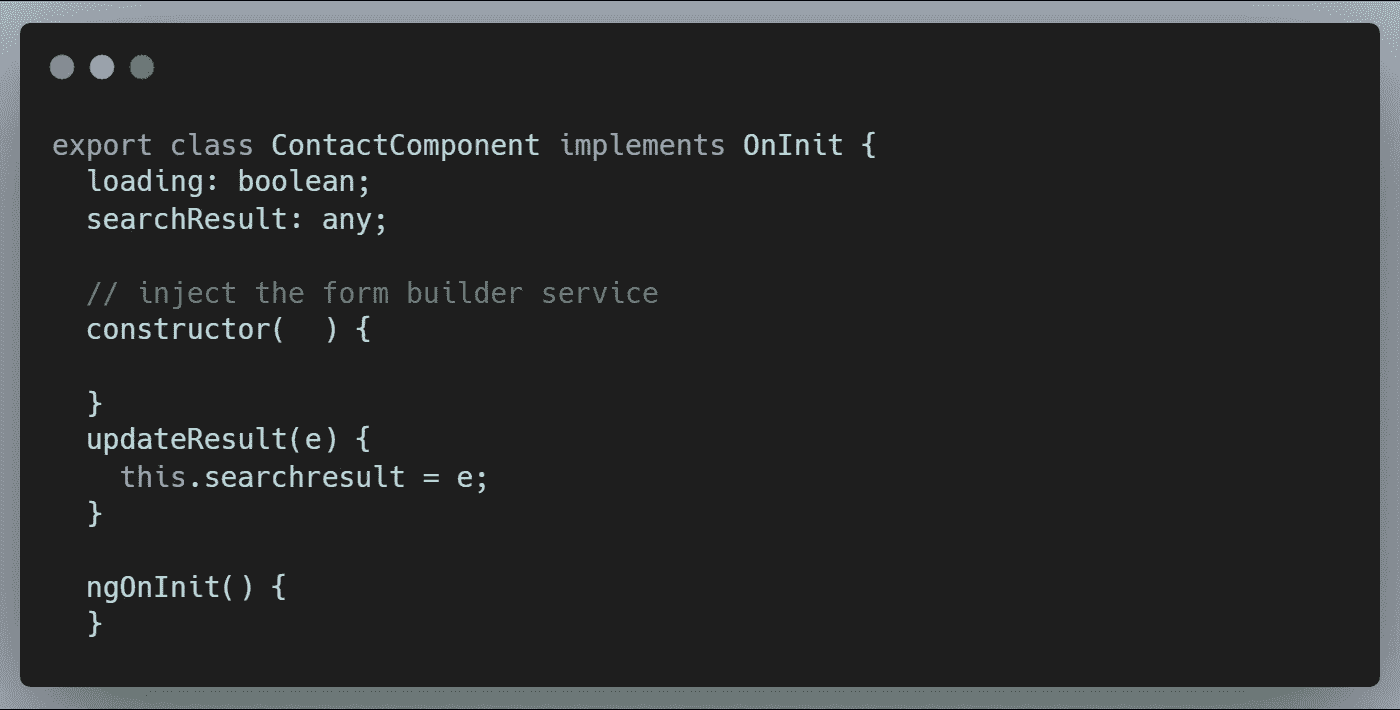 export class ContactComponent implements OnInit {
  loading: boolean;
  searchResult: any;

  // inject the form builder service
  constructor(  ) {

  }
  updateResult(e) {
    this.searchresult = e;
  }

  ngOnInit() {
  }